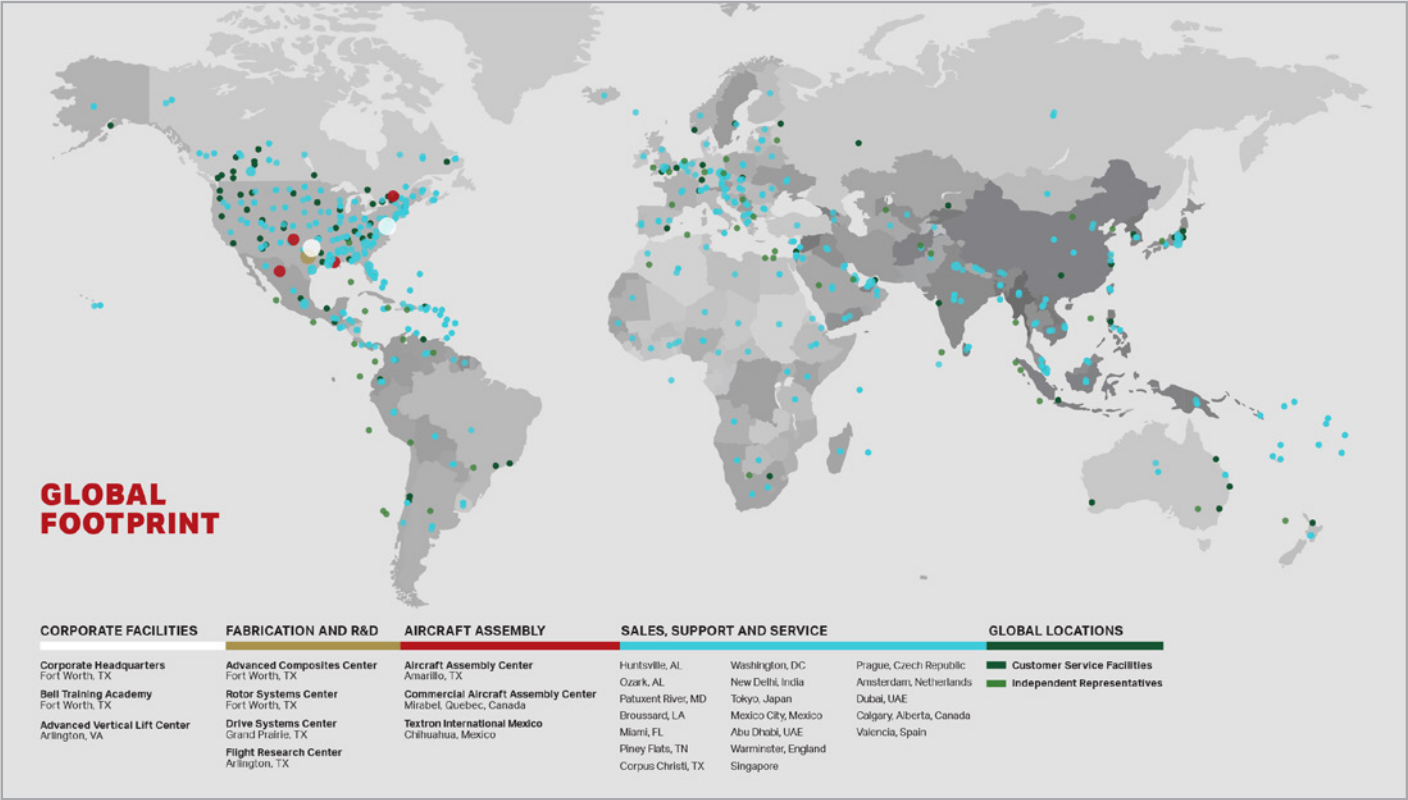 GLOBAL
FOOTPRINT
CORPORATE FACILITIES
Corporate Headquarters
Fort Worth, TX
Bell Training Academy
Fort Worth, TX
Advanced Vertical Lift Center
Arlington, VA
FABRICATION AND R&D
Advanced Composites Center
Fort Worth, TX
Rotor Systems Center
Fort Worth, TX
Drive Systems Center
Grand Prairie, TX
Flight Research Center
Arlington, TX
AIRCRAFT ASSEMBLY
Aircraft Assembly Center
Amarillo, TX
Commercial Aircraft Assembly Center
Mirabel, Quebec, Canada
Textron International Mexico
Chihuahua, Mexico
SALES, SUPPORT AND SERVICE
Huntsville, AL
Ozark, AL
Patuxent River, MD
Broussard, LA
Miami, FL
Piney Flats, TN
Corpus Christi, TX
Washington, DC
New Delhi, India
Tokyo, Japan
Mexico City, Mexico
Abu Dhabi, UAE
Warminster, England
Singapore
Prague, Czech Republic
Amsterdam, Netherlands
Dubai, UAE
Calgary, Alberta, Canada
Valencia, Spain
GLOBAL LOCATIONS
Customer Service Facilities
Independent Representatives